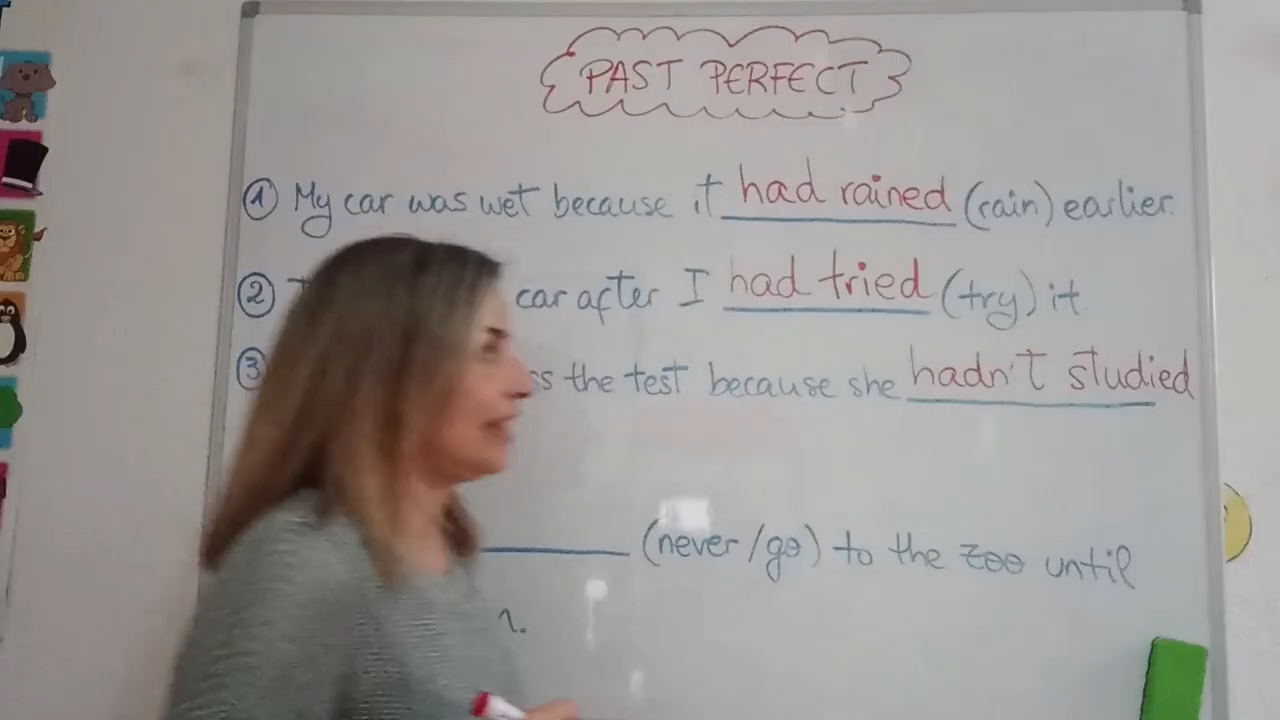 PAST PERFECT
① My car was wet because it had rained (rain) earlier.
② car after I had tried (try) it.
③ the test because she hadn't studied
(never/go) to the zoo until